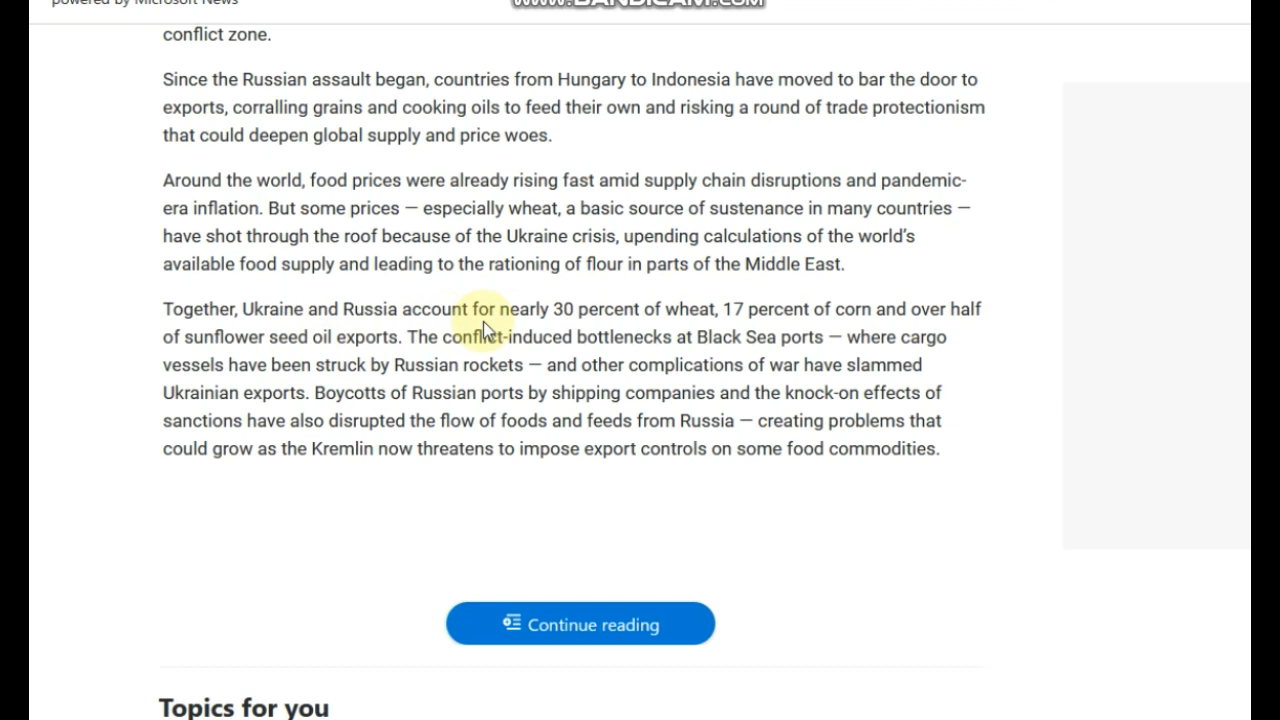 powered by Microsoft News
www.BANDICAM.com
conflict zone.
Since the Russian assault began, countries from Hungary to Indonesia have moved to bar the door to
exports, corralling grains and cooking oils to feed their own and risking a round of trade protectionism
that could deepen global supply and price woes.
Around the world, food prices were already rising fast amid supply chain disruptions and pandemic-
era inflation. But some prices — especially wheat, a basic source of sustenance in many countries —
have shot through the roof because of the Ukraine crisis, upending calculations of the world’s
available food supply and leading to the rationing of flour in parts of the Middle East.
Together, Ukraine and Russia account for nearly 30 percent of wheat, 17 percent of corn and over half
of sunflower seed oil exports. The conflict-induced bottlenecks at Black Sea ports — where cargo
vessels have been struck by Russian rockets — and other complications of war have slammed
Ukrainian exports. Boycotts of Russian ports by shipping companies and the knock-on effects of
sanctions have also disrupted the flow of foods and feeds from Russia — creating problems that
could grow as the Kremlin now threatens to impose export controls on some food commodities.
Continue reading
Topics for you